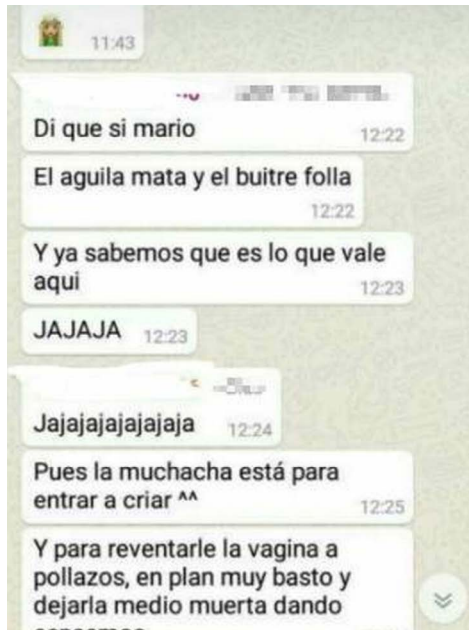 11:43
Di que si mario
12:22
El aguila mata y el buitre folla
12:22
Y ya sabemos que es lo que vale
aqui
12:23
JAJAJA 12:23
Jajajajajajajaja 12:24
Pues la muchacha está para
entrar a criar ^^
12:25
Y para reventarle la vagina a
pollazos, en plan muy basto y
dejarla medio muerta dando